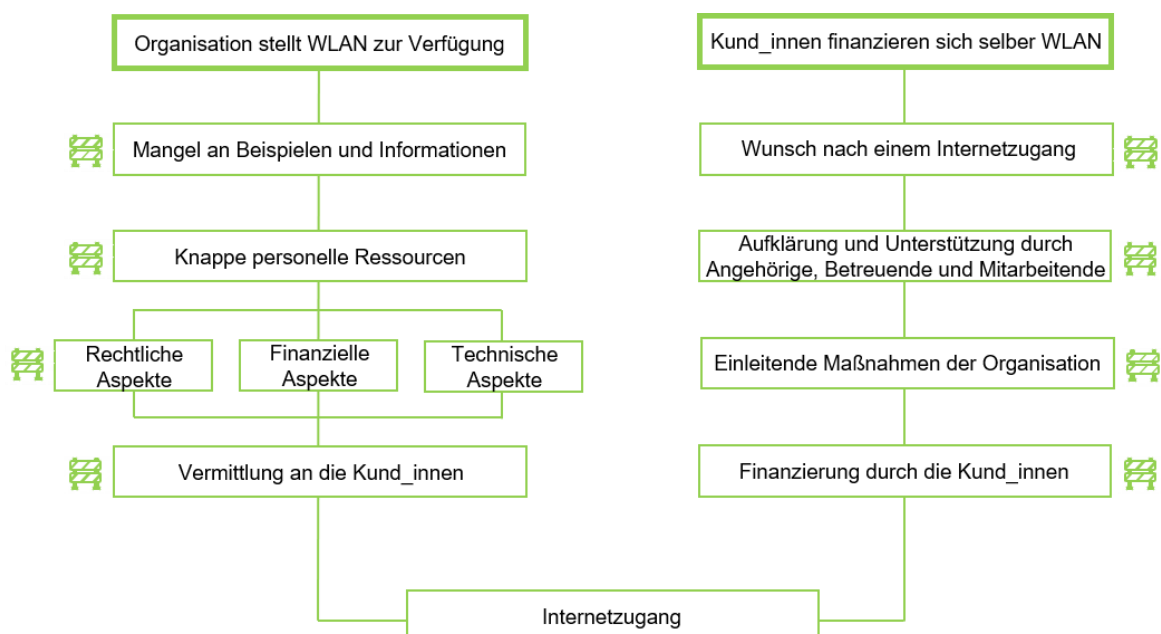 Organisation stellt WLAN zur Verfügung
Mangel an Beispielen und Informationen
Knappe personelle Ressourcen
Rechtliche
Aspekte
Finanzielle
Aspekte
Technische
Aspekte
Vermittlung an die Kund_innen
Kund_innen finanzieren sich selber WLAN
Wunsch nach einem Internetzugang
Aufklärung und Unterstützung durch
Angehörige, Betreuende und Mitarbeitende
Einleitende Maßnahmen der Organisation
Finanzierung durch die Kund_innen
Internetzugang